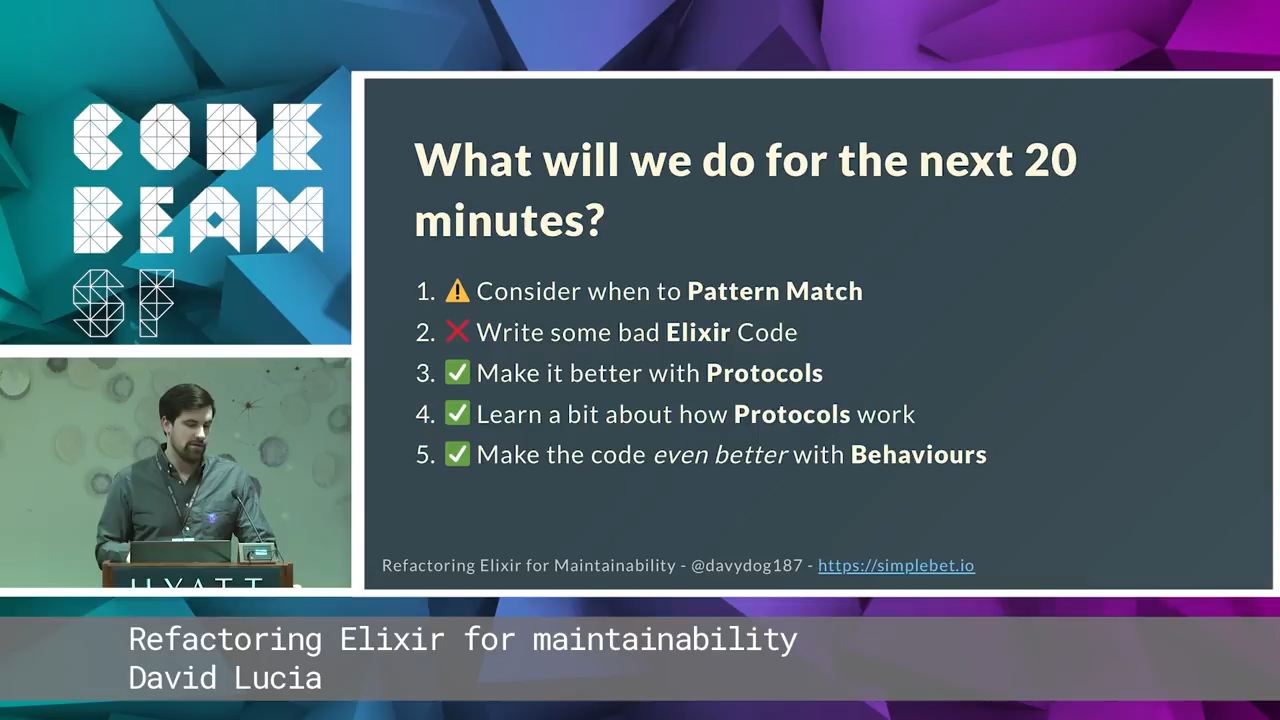 CODE
BEAM
SF
What will we do for the next 20
minutes?
1. ⚠️ Consider when to Pattern Match
2. ❌ Write some bad Elixir Code
3. ✅ Make it better with Protocols
4. ✅ Learn a bit about how Protocols work
5. ✅ Make the code even better with Behaviours
Refactoring Elixir for Maintainability - @davydog187 - https://simplebet.io
HYATT
Refactoring Elixir for maintainability
David Lucia